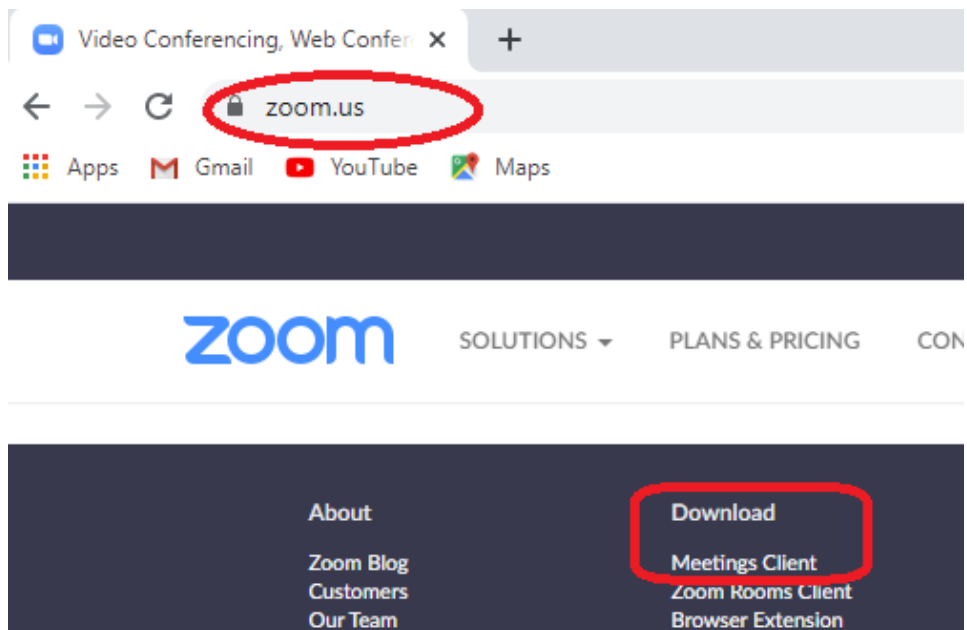 Video Conferencing, Web Confer
zoom.us
Apps Gmail YouTube Maps
zoom SOLUTIONS PLANS & PRICING CON
About Download
Zoom Blog Meetings Client
Customers Zoom Rooms Client
Our Team Browser Extension